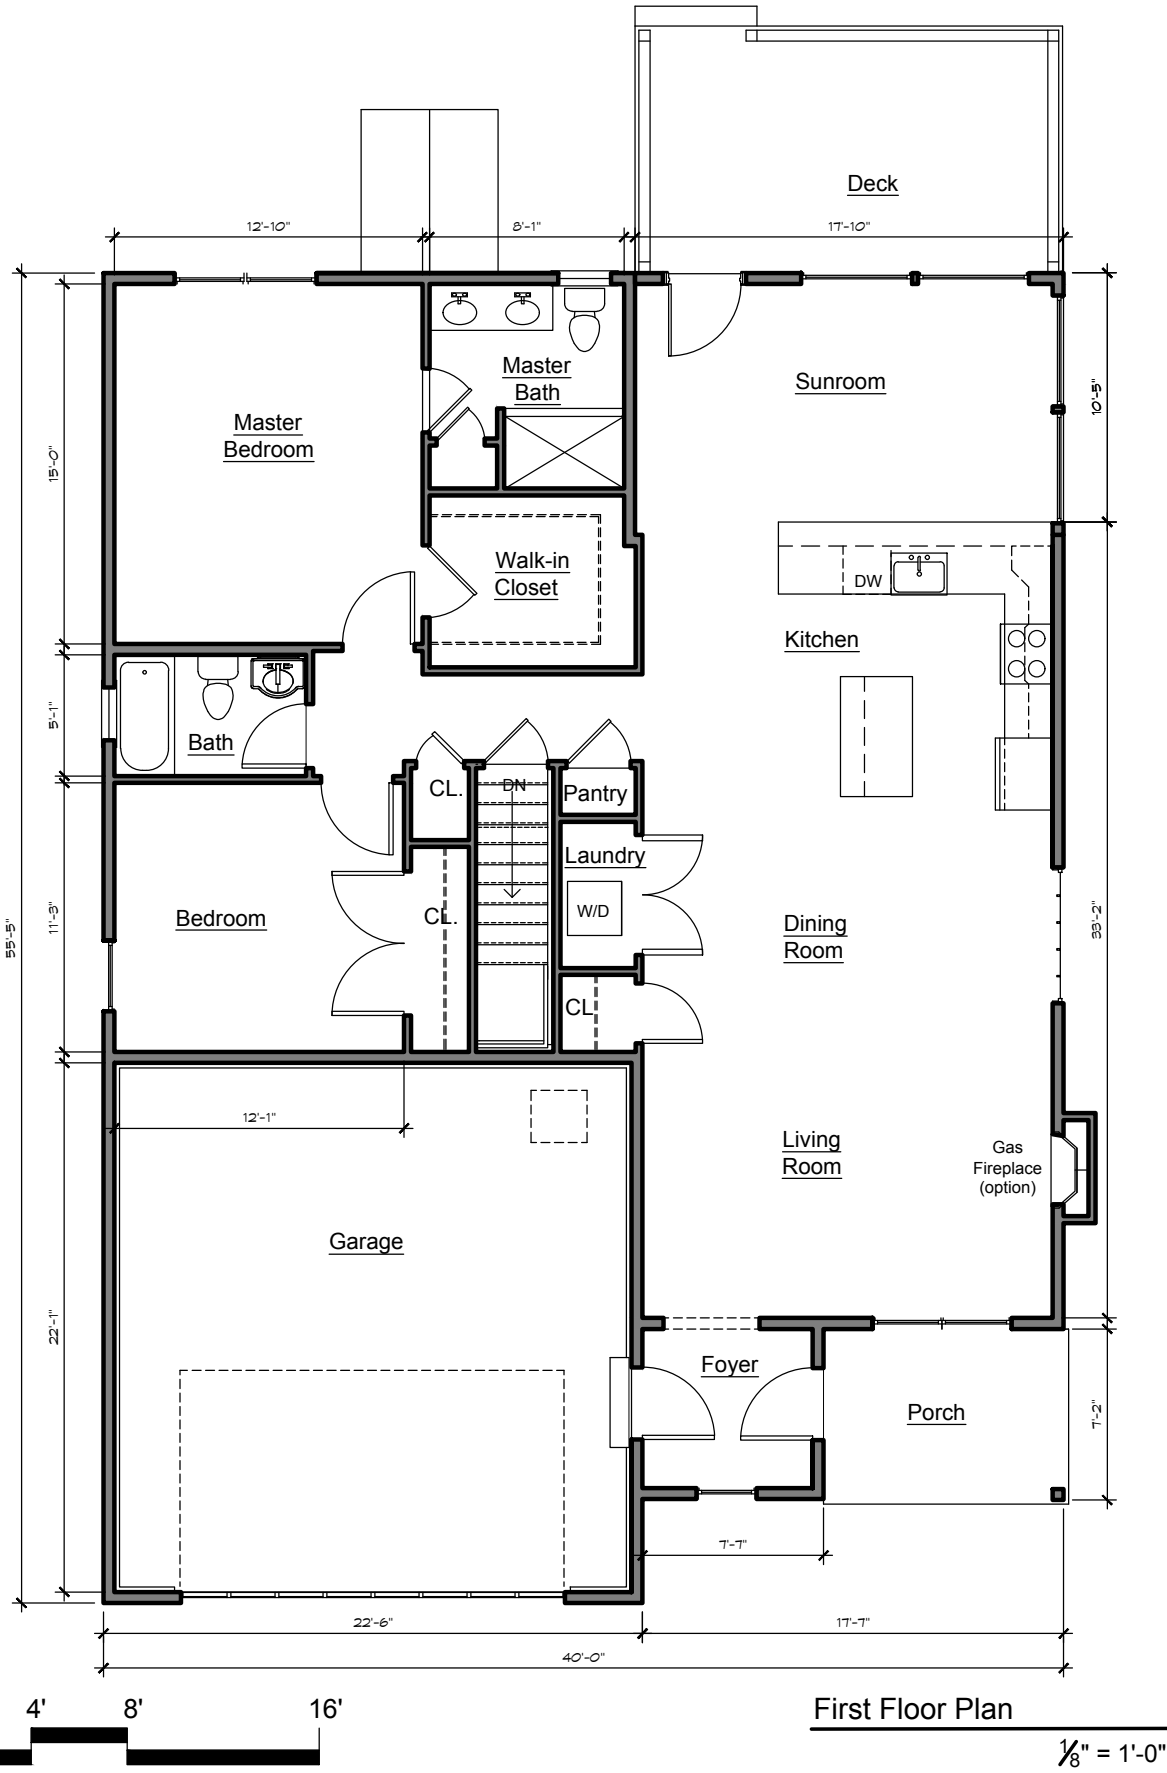 Deck
12'-10"
8'-1"
17'-10"
Master
Bath
Sunroom
10'-5"
Master
Bedroom
15'-0"
Walk-in
Closet
DW
Kitchen
5'-1"
Bath
CL.
DN
Pantry
Laundry
W/D
Bedroom
CL.
11'-3"
55'-5"
Dining
Room
33'-2"
CL
12'-1"
Living
Room
Gas
Fireplace
(option)
Garage
22'-1"
Foyer
Porch
7'-2"
7'-7"
22'-6"
17'-7"
40'-0"
4' 8' 16'
First Floor Plan
1/8" = 1'-0"